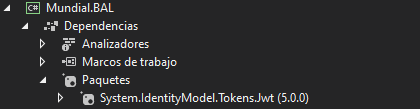 C# Mundial.BAL
Dependencias
Analizadores
Marcos de trabajo
Paquetes
System.IdentityModel.Tokens.Jwt (5.0.0)